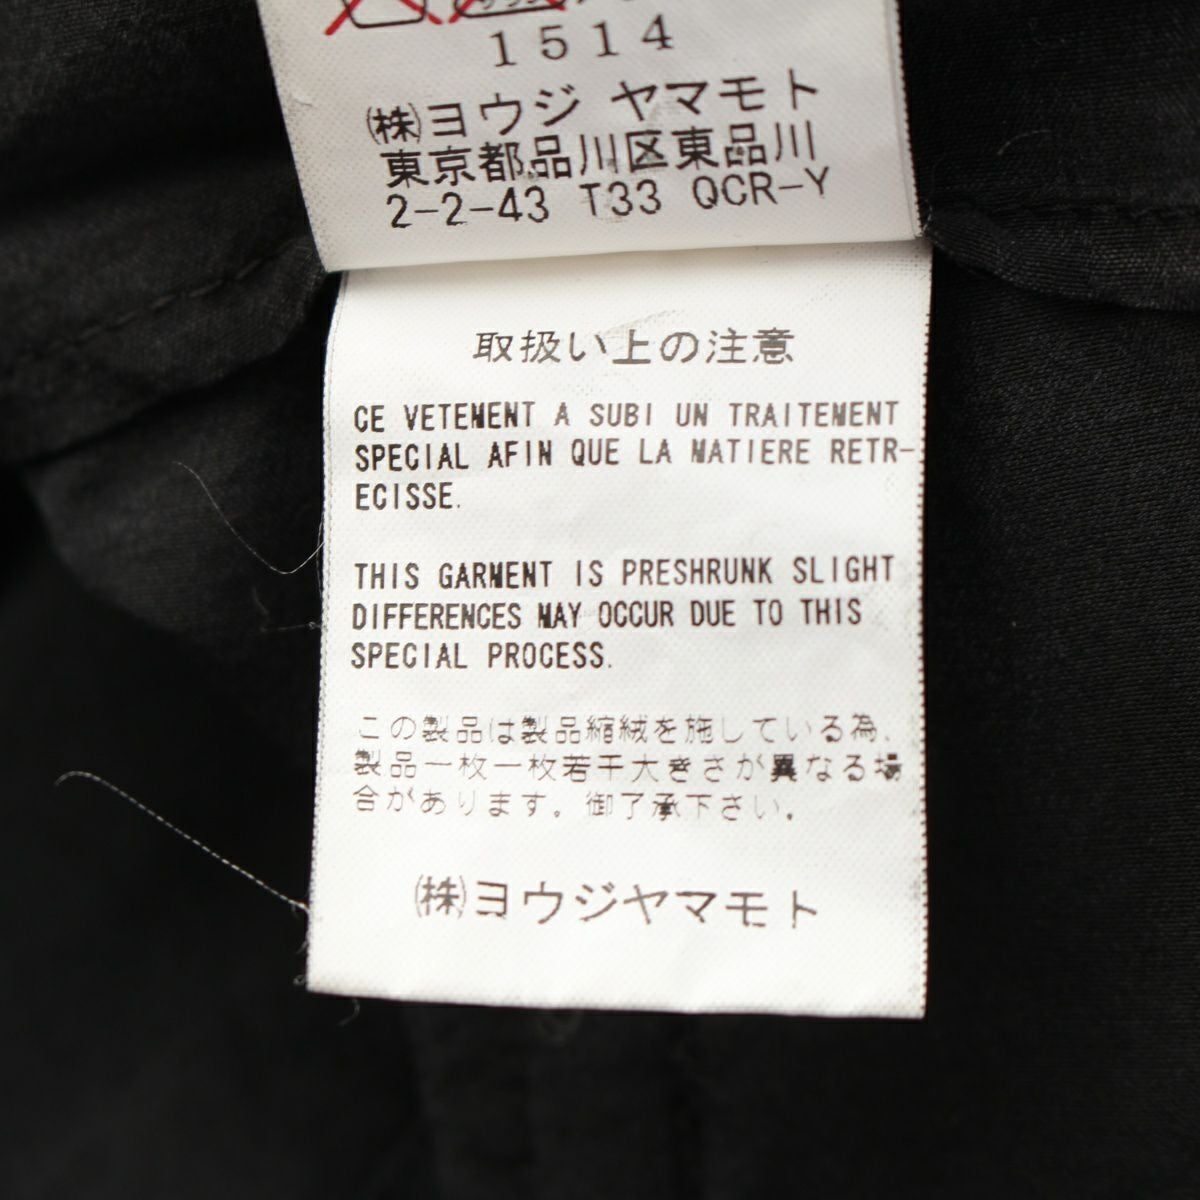 1514
㈱ヨウジ ヤマモト
東京都品川区東品川
2-2-43 T33 QCR-Y
取扱い上の注意
CE VETEMENT A SUBI UN TRAITEMENT
SPECIAL AFIN QUE LA MATIERE RETR-
ECISSE.
THIS GARMENT IS PRESHRUNK SLIGHT
DIFFERENCES MAY OCCUR DUE TO THIS
SPECIAL PROCESS.
この製品は製品縮絨を施している為、
製品一枚一枚若干大きさが異なる場
合があります。御了承下さい。
㈱ヨウジヤマモト